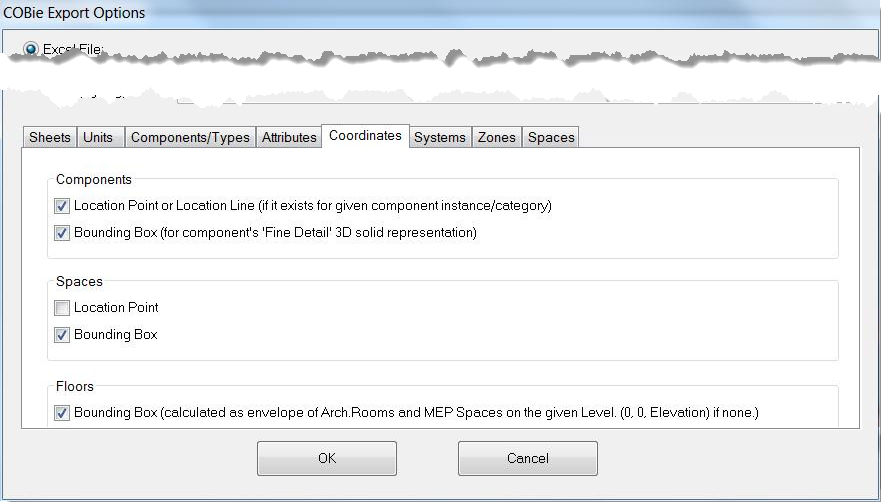 COBie Export Options
Excel File:
Sheets Units Components/Types Attributes Coordinates Systems Zones Spaces
Components
Location Point or Location Line (if it exists for given component instance/category)
Bounding Box (for component's 'Fine Detail' 3D solid representation)
Spaces
Location Point
Bounding Box
Floors
Bounding Box (calculated as envelope of Arch.Rooms and MEP Spaces on the given Level. (0, 0, Elevation) if none.)
OK Cancel